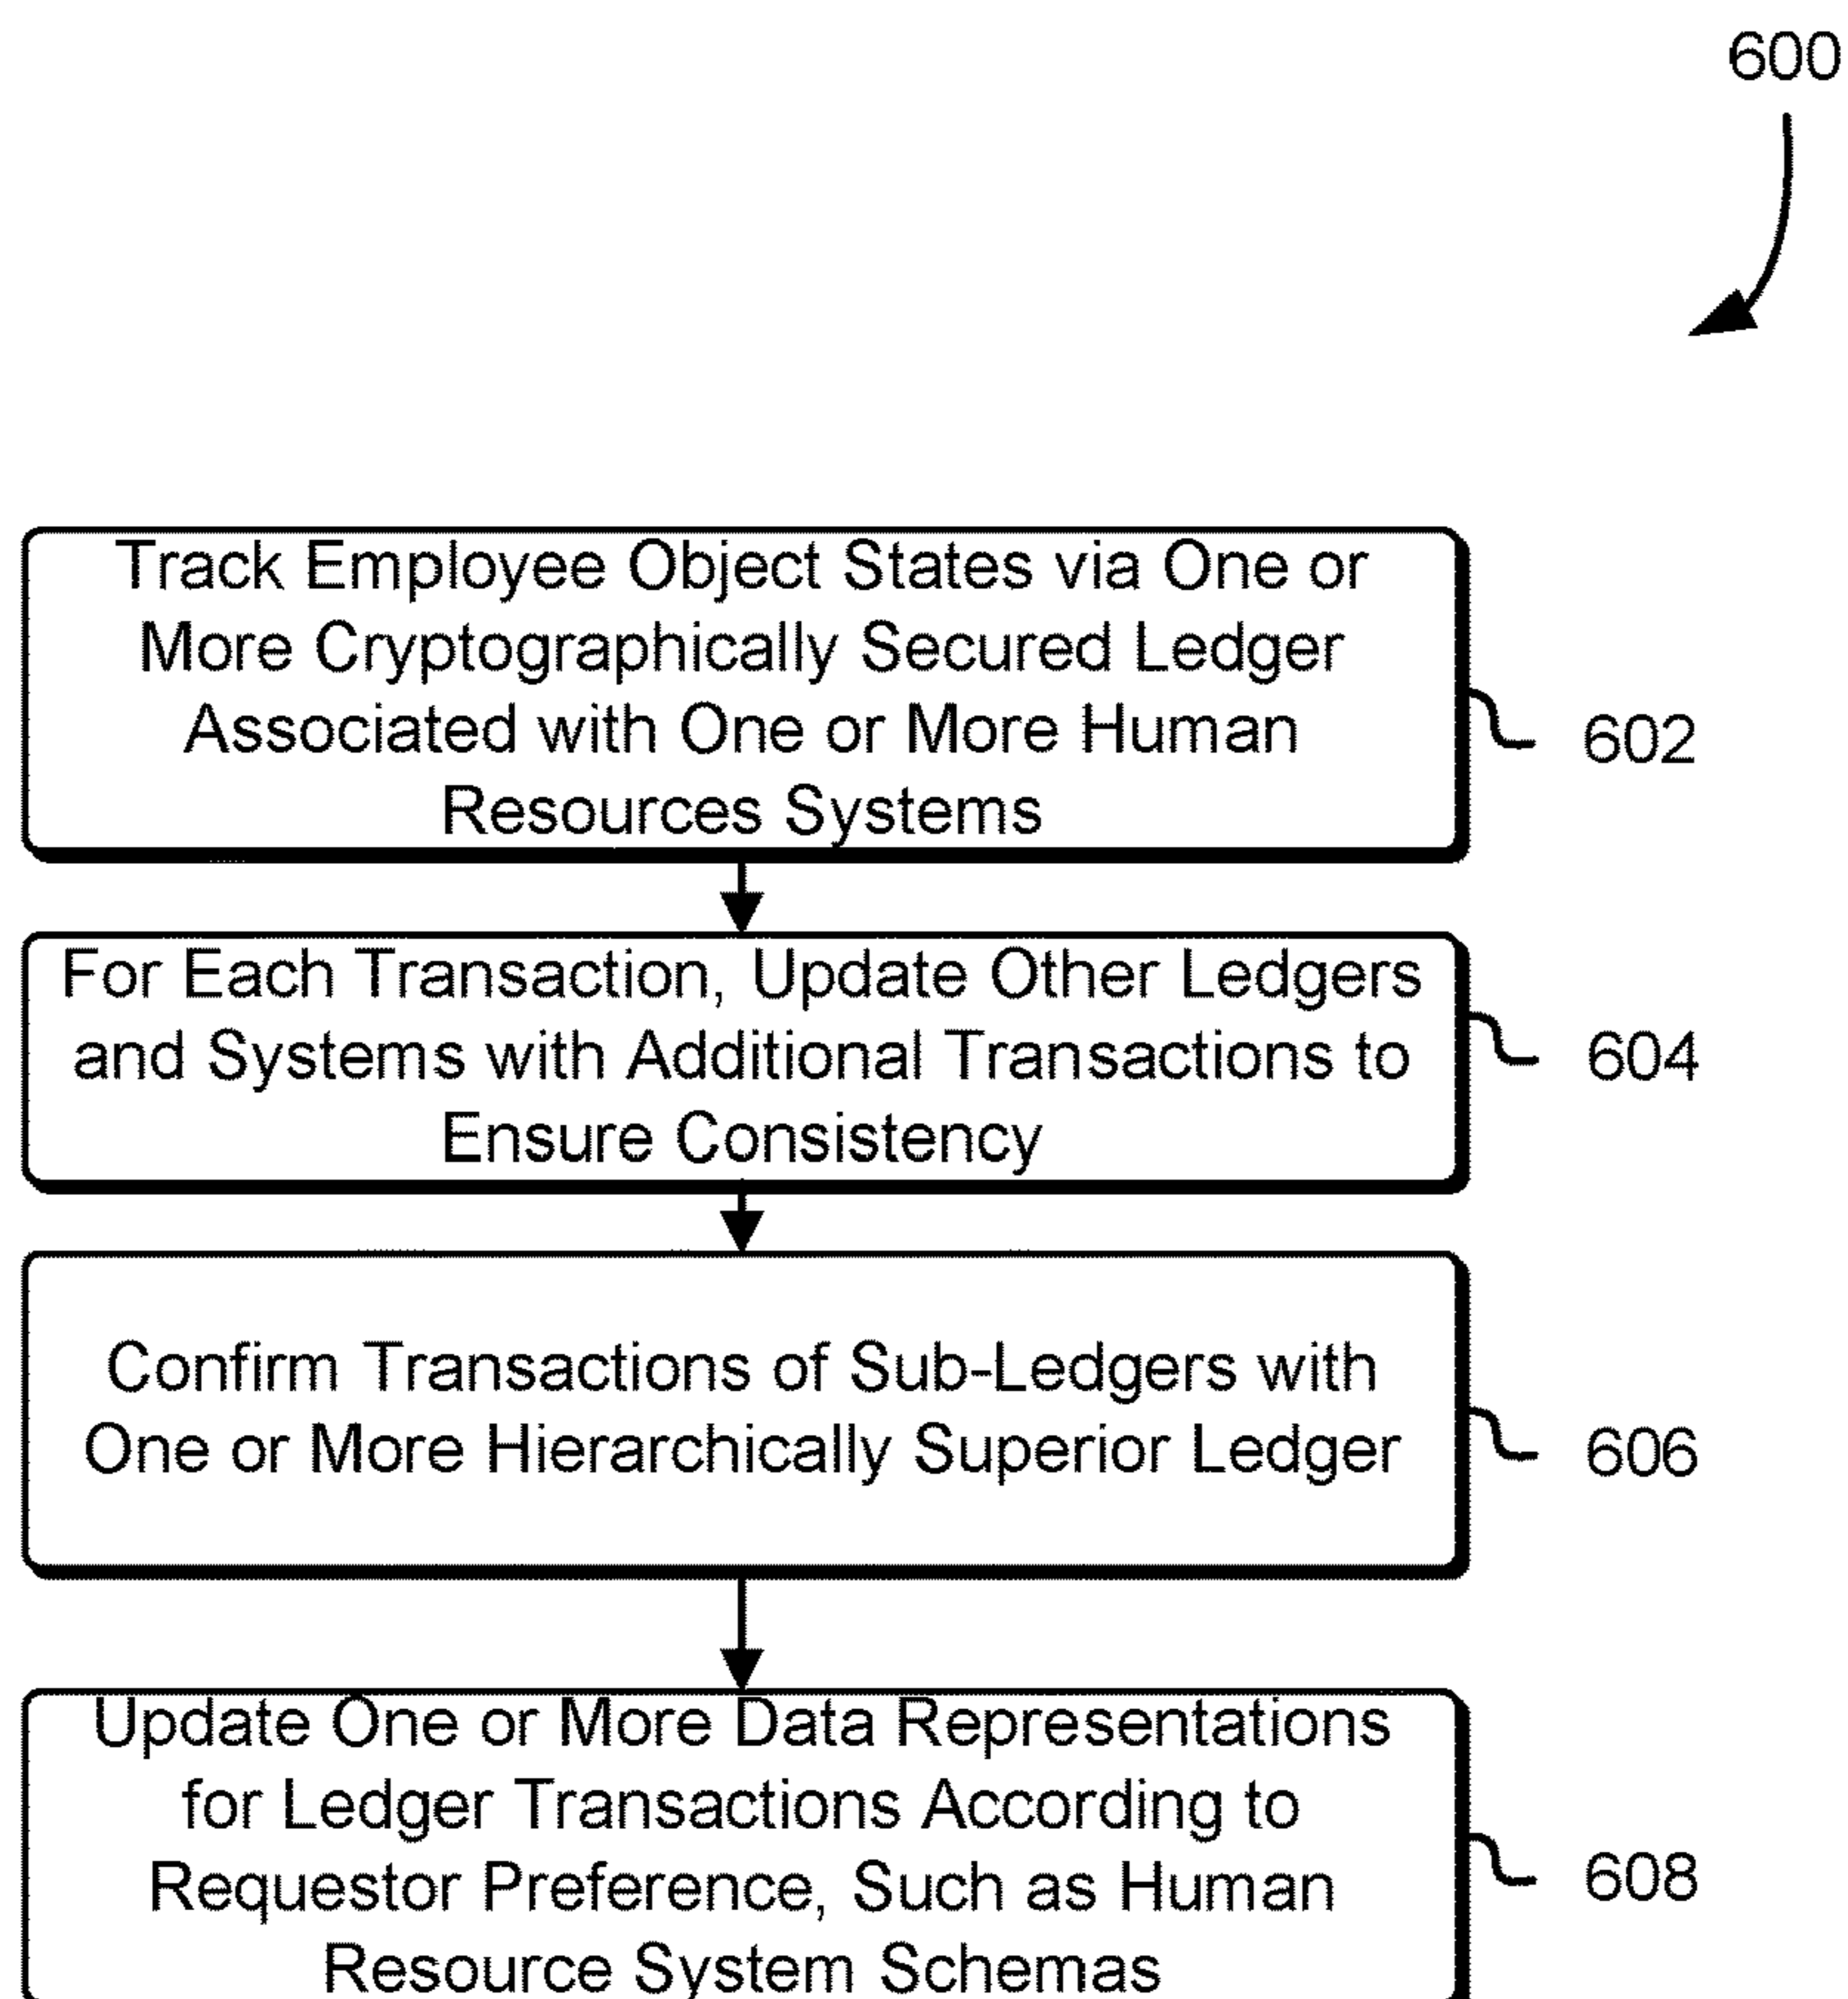 600
Track Employee Object States via One or
More Cryptographically Secured Ledger
Associated with One or More Human
Resources Systems
602
For Each Transaction, Update Other Ledgers
and Systems with Additional Transactions to
Ensure Consistency
604
Confirm Transactions of Sub-Ledgers with
One or More Hierarchically Superior Ledger
606
Update One or More Data Representations
for Ledger Transactions According to
Requestor Preference, Such as Human
Resource System Schemas
608